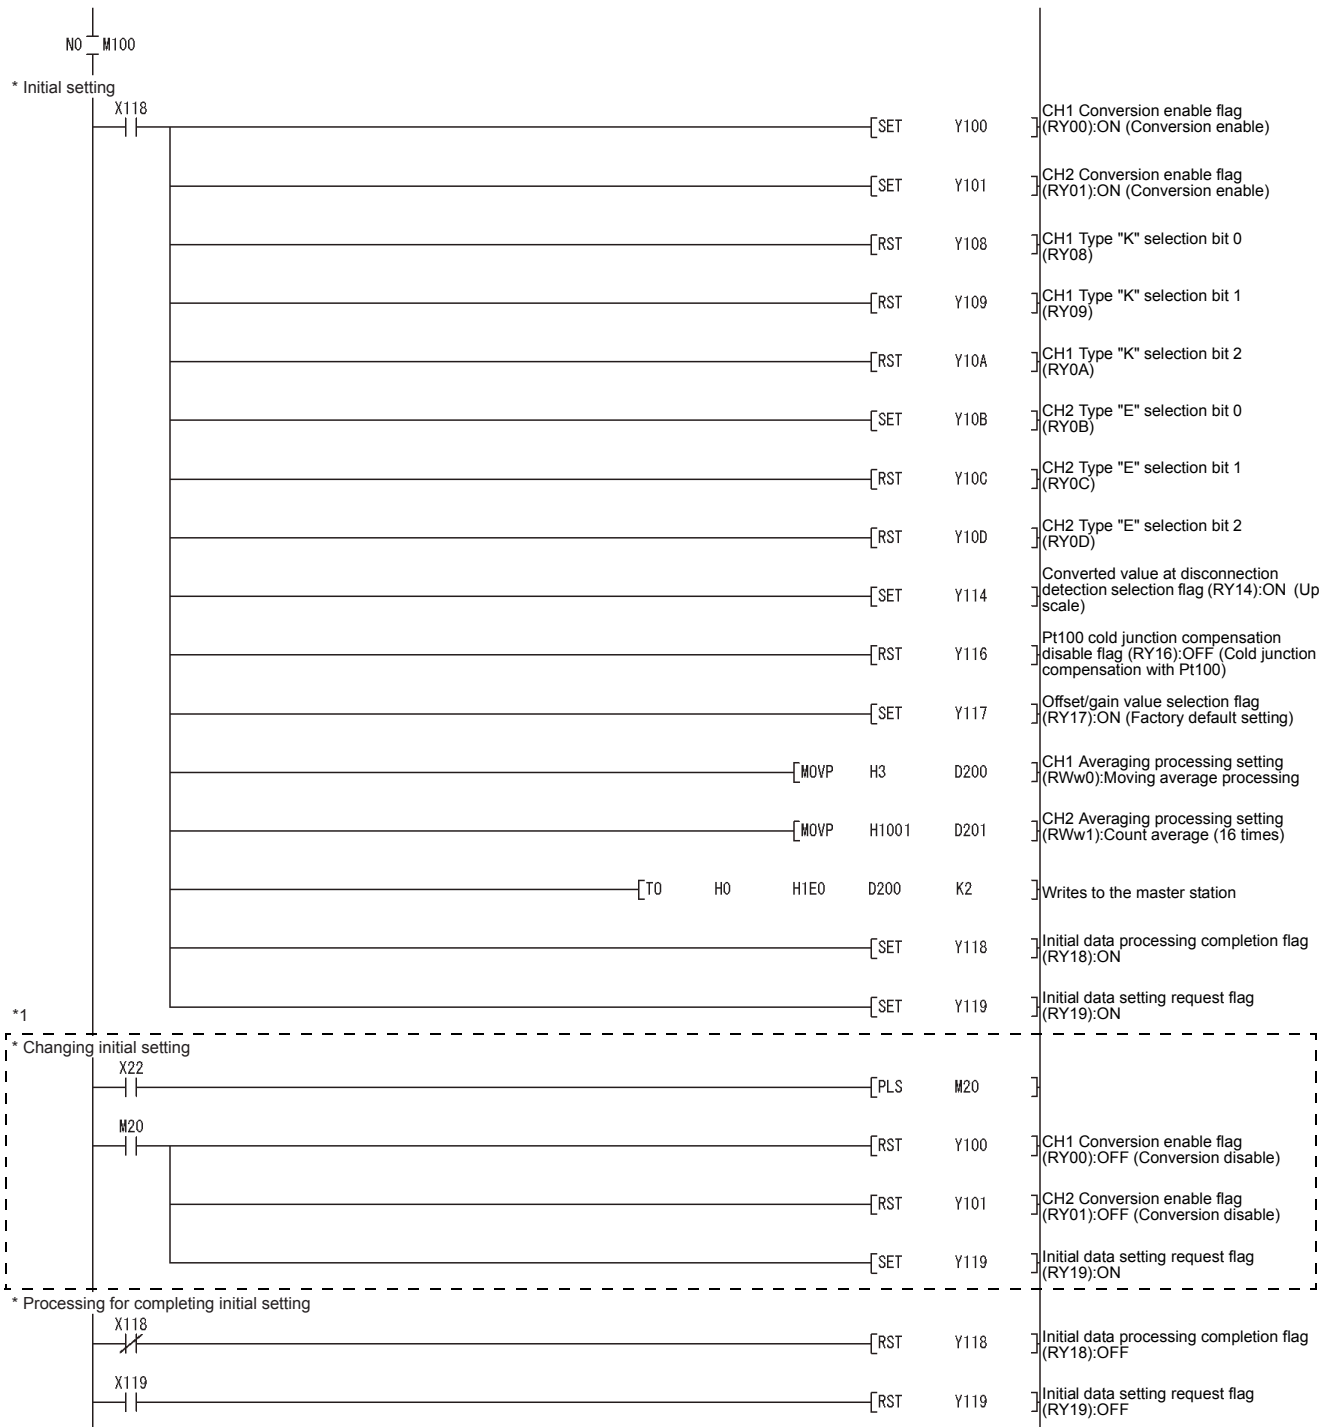 N0 M100
* Initial setting
X118
SET Y100 CH1 Conversion enable flag
(RY00):ON (Conversion enable)
SET Y101 CH2 Conversion enable flag
(RY01):ON (Conversion enable)
RST Y108 CH1 Type "K" selection bit 0
(RY08)
RST Y109 CH1 Type "K" selection bit 1
(RY09)
RST Y10A CH1 Type "K" selection bit 2
(RY0A)
SET Y10B CH2 Type "E" selection bit 0
(RY0B)
RST Y10C CH2 Type "E" selection bit 1
(RY0C)
RST Y10D CH2 Type "E" selection bit 2
(RY0D)
Converted value at disconnection
SET Y114 detection selection flag (RY14):ON (Up
scale)
Pt100 cold junction compensation
RST Y116 disable flag (RY16):OFF (Cold junction
compensation with Pt100)
SET Y117 Offset/gain value selection flag
(RY17):ON (Factory default setting)
MOVP H3 D200 CH1 Averaging processing setting
(RWw0):Moving average processing
MOVP H1001 D201 CH2 Averaging processing setting
(RWw1):Count average (16 times)
TO H0 H1E0 D200 K2 Writes to the master station
SET Y118 Initial data processing completion flag
(RY18):ON
SET Y119 Initial data setting request flag
(RY19):ON
*1
* Changing initial setting
X22
PLS M20
M20
RST Y100 CH1 Conversion enable flag
(RY00):OFF (Conversion disable)
RST Y101 CH2 Conversion enable flag
(RY01):OFF (Conversion disable)
SET Y119 Initial data setting request flag
(RY19):ON
* Processing for completing initial setting
X118
RST Y118 Initial data processing completion flag
(RY18):OFF
X119
RST Y119 Initial data setting request flag
(RY19):OFF